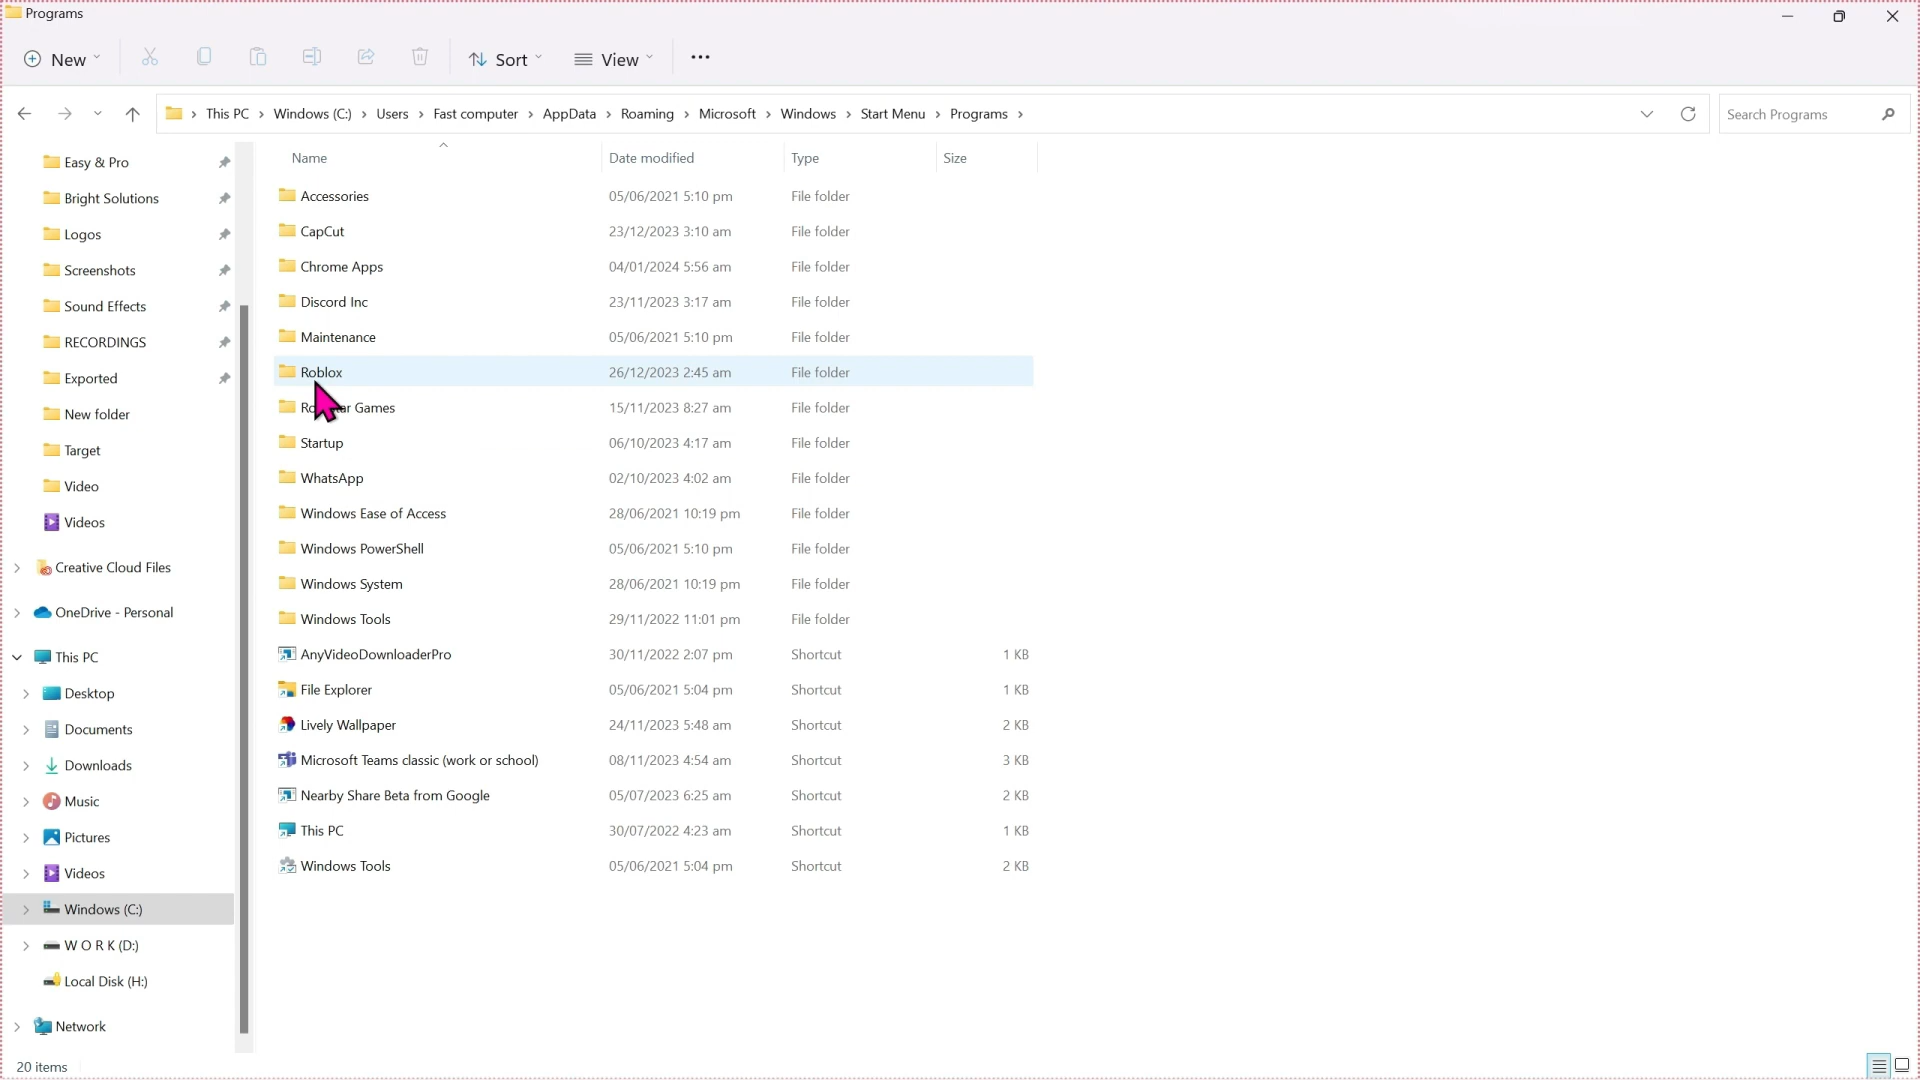 Programs
New
Sort
View
This PC > Windows (C:) > Users > Fast computer > AppData > Roaming > Microsoft > Windows > Start Menu > Programs >
Search Programs
Easy & Pro
Bright Solutions
Logos
Screenshots
Sound Effects
RECORDINGS
Exported
New folder
Target
Video
Videos
Creative Cloud Files
OneDrive - Personal
This PC
Desktop
Documents
Downloads
Music
Pictures
Videos
Windows (C:)
W O R K (D:)
Local Disk (H:)
Network
Name Date modified Type Size
Accessories 05/06/2021 5:10 pm File folder
CapCut 23/12/2023 3:10 am File folder
Chrome Apps 04/01/2024 5:56 am File folder
Discord Inc 23/11/2023 3:17 am File folder
Maintenance 05/06/2021 5:10 pm File folder
Roblox 26/12/2023 2:45 am File folder
Games 15/11/2023 8:27 am File folder
Startup 06/10/2023 4:17 am File folder
WhatsApp 02/10/2023 4:02 am File folder
Windows Ease of Access 28/06/2021 10:19 pm File folder
Windows PowerShell 05/06/2021 5:10 pm File folder
Windows System 28/06/2021 10:19 pm File folder
Windows Tools 29/11/2022 11:01 pm File folder
AnyVideoDownloaderPro 30/11/2022 2:07 pm Shortcut 1 KB
File Explorer 05/06/2021 5:04 pm Shortcut 1 KB
Lively Wallpaper 24/11/2023 5:48 am Shortcut 2 KB
Microsoft Teams classic (work or school) 08/11/2023 4:54 am Shortcut 3 KB
Nearby Share Beta from Google 05/07/2023 6:25 am Shortcut 2 KB
This PC 30/07/2022 4:23 am Shortcut 1 KB
Windows Tools 05/06/2021 5:04 pm Shortcut 2 KB
20 items